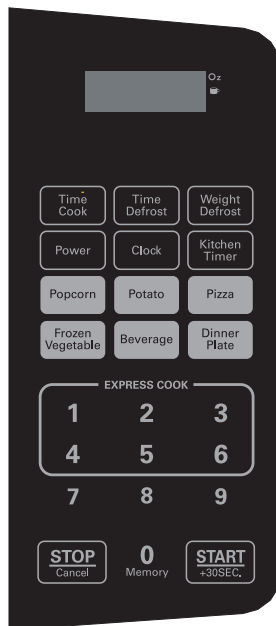 Oz
Time Cook
Time Defrost
Weight Defrost
Power
Clock
Kitchen Timer
Popcorn
Potato
Pizza
Frozen Vegetable
Beverage
Dinner Plate
EXPRESS COOK
1 2 3
4 5 6
7 8 9
STOP
Cancel
0
Memory
START
+30SEC.